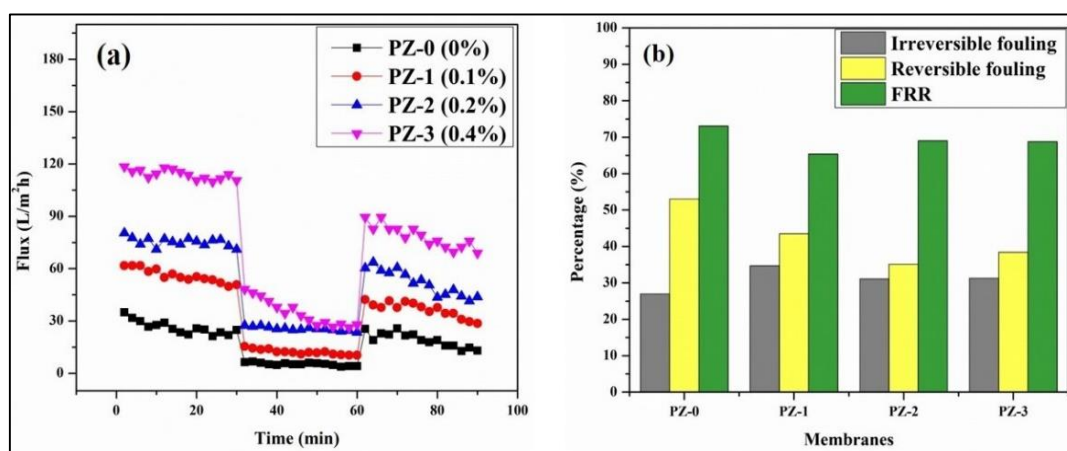 (a)
PZ-0 (0%)
PZ-1 (0.1%)
PZ-2 (0.2%)
PZ-3 (0.4%)
180
150
120
90
60
30
0
Flux (L/m²h)
0 20 40 60 80 100
Time (min)
(b)
Irreversible fouling
Reversible fouling
FRR
100
90
80
70
60
50
40
30
20
10
0
Percentage (%)
PZ-0 PZ-1 PZ-2 PZ-3
Membranes